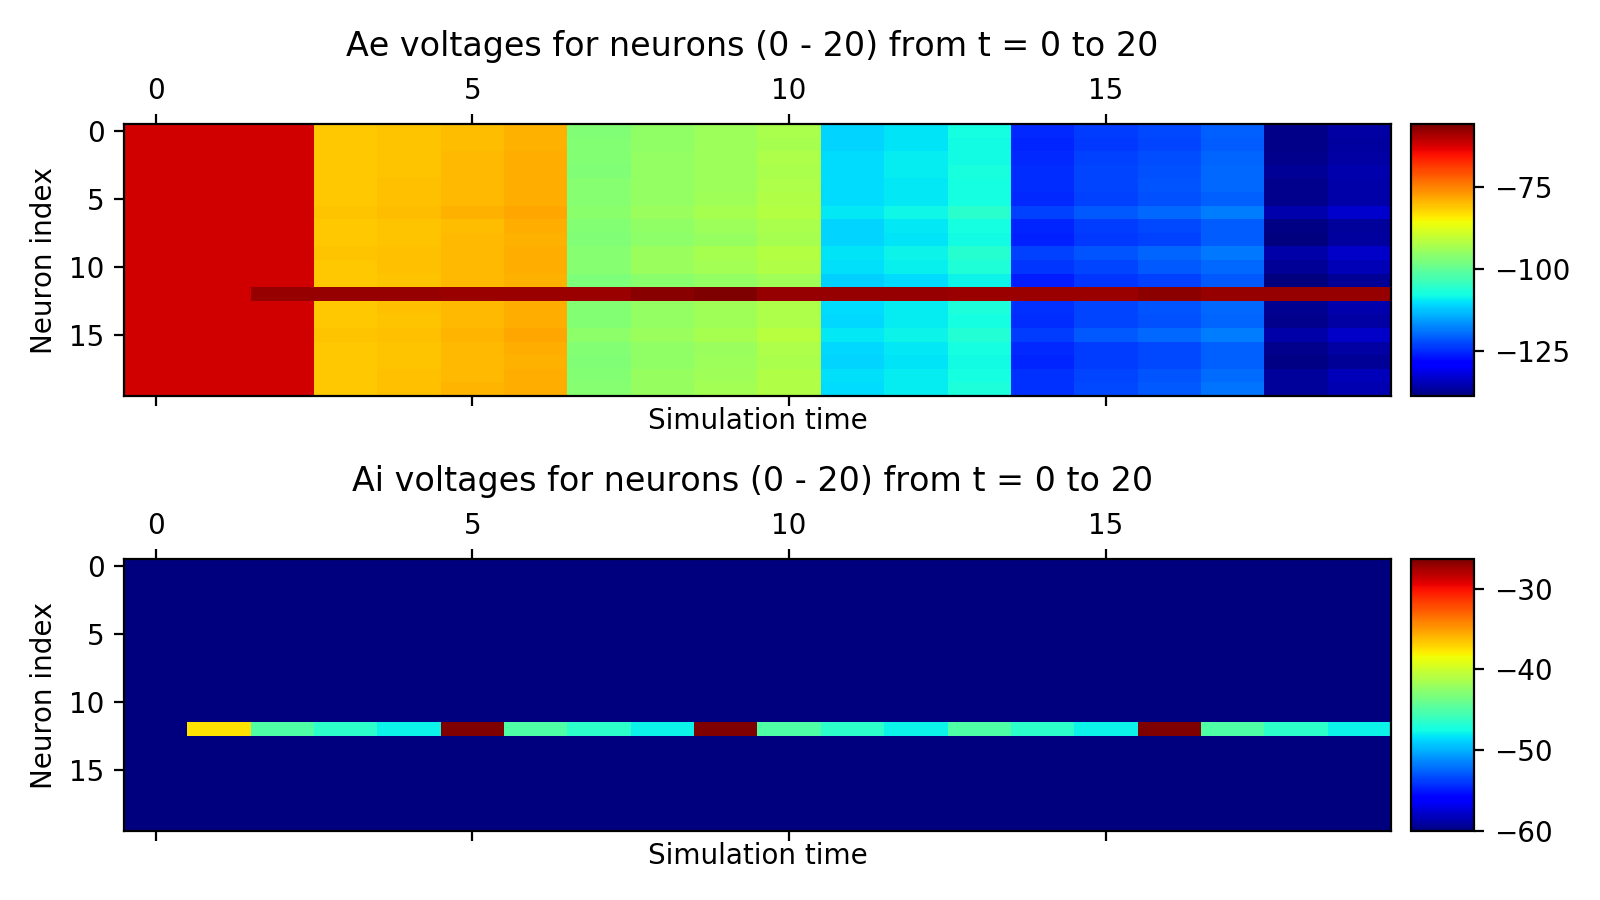 Ae voltages for neurons (0 - 20) from t = 0 to 20
0 5 10 15
Neuron index
0
5
10
15
Simulation time
−75
−100
−125
Ai voltages for neurons (0 - 20) from t = 0 to 20
0 5 10 15
Neuron index
0
5
10
15
Simulation time
−30
−40
−50
−60